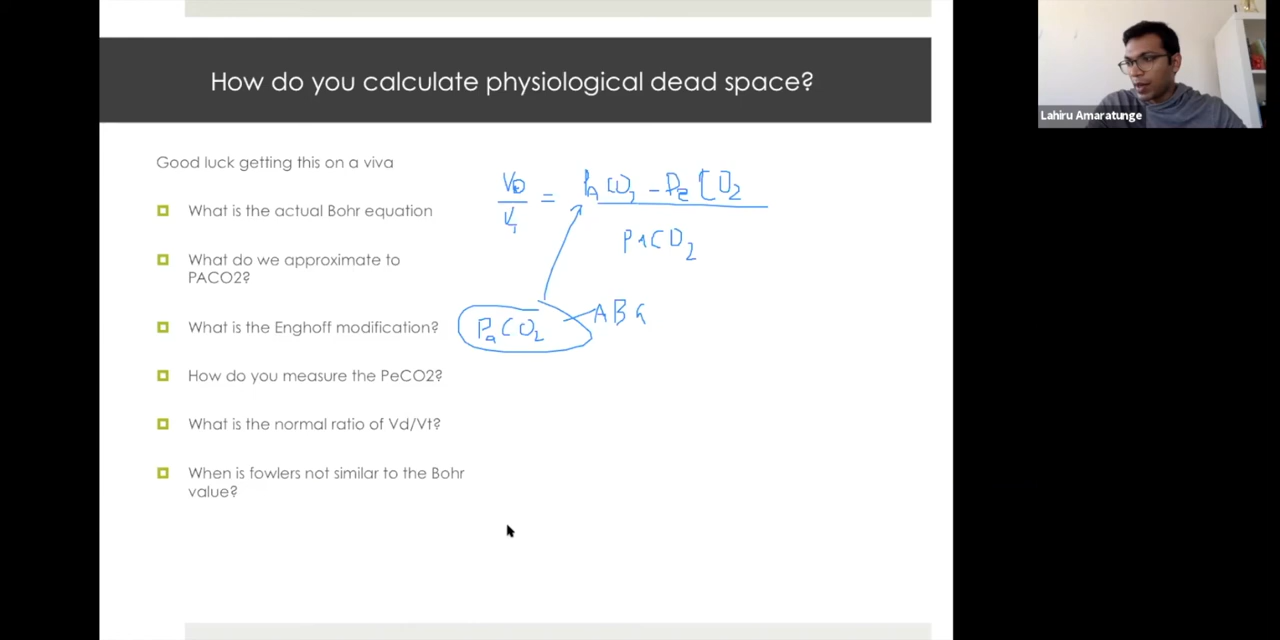 How do you calculate physiological dead space?
Lahiru Amaratunge
Good luck getting this on a viva
What is the actual Bohr equation
What do we approximate to
PACO2?
What is the Enghoff modification?
How do you measure the PeCO2?
What is the normal ratio of Vd/Vt?
When is fowlers not similar to the Bohr
value?
VD = PACO2 - PECO2
VT PACO2
PaCO2 ABG